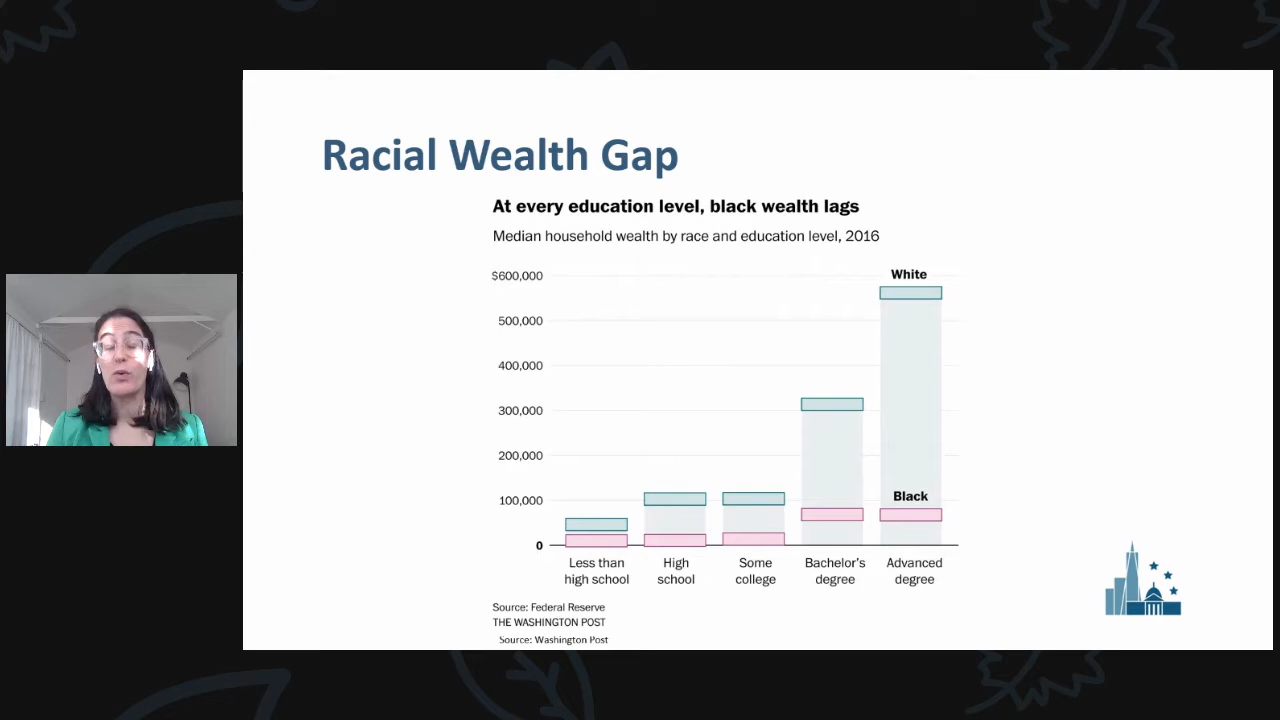 Racial Wealth Gap
At every education level, black wealth lags
Median household wealth by race and education level, 2016
$600,000
White
500,000
400,000
300,000
200,000
100,000
Black
0
Less than
high school
High
school
Some
college
Bachelor's
degree
Advanced
degree
Source: Federal Reserve
THE WASHINGTON POST
Source: Washington Post